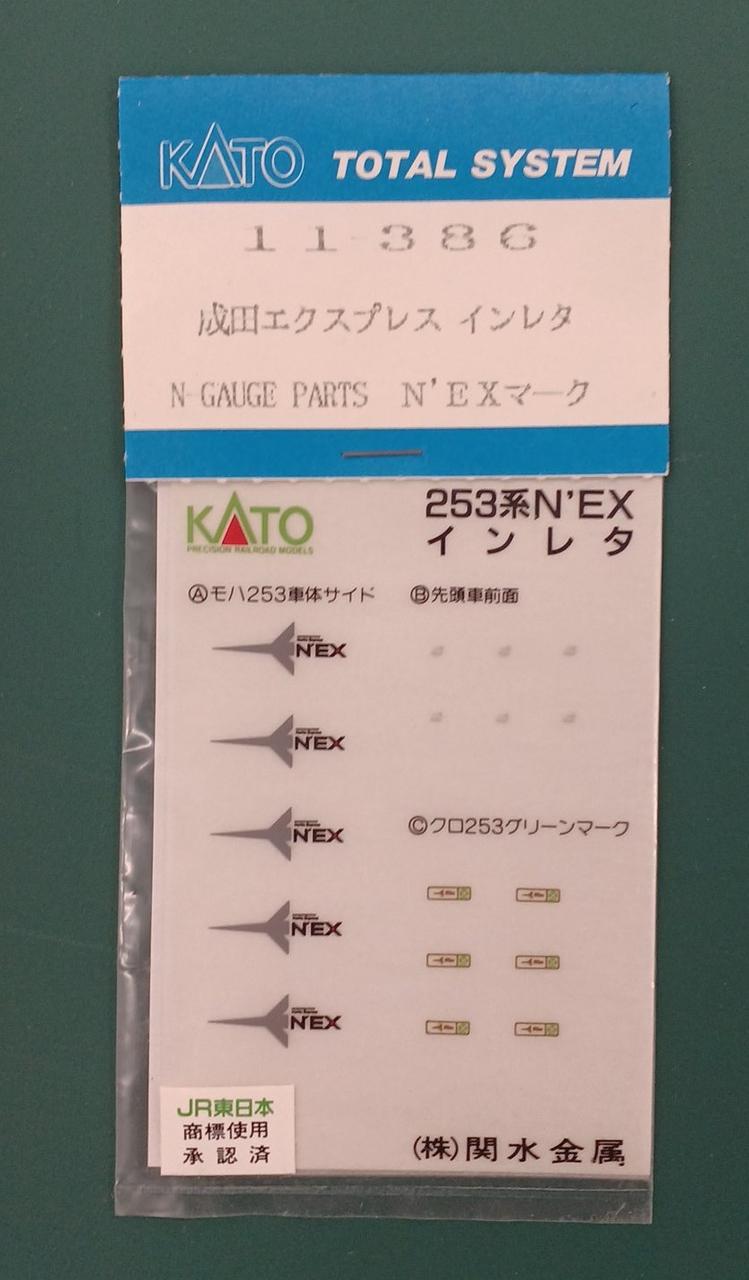 KATO TOTAL SYSTEM
11-386
成田エクスプレス インレタ
N-GAUGE PARTS N'EXマーク
KATO
PRECISION RAILROAD MODELS
253系N'EX
インレタ
Ⓐモハ253車体サイド
Ⓑ先頭車前面
N'EX
N'EX
N'EX
N'EX
N'EX
Ⓒクロ253グリーンマーク
JR東日本
商標使用
承認済
(株)関水金属